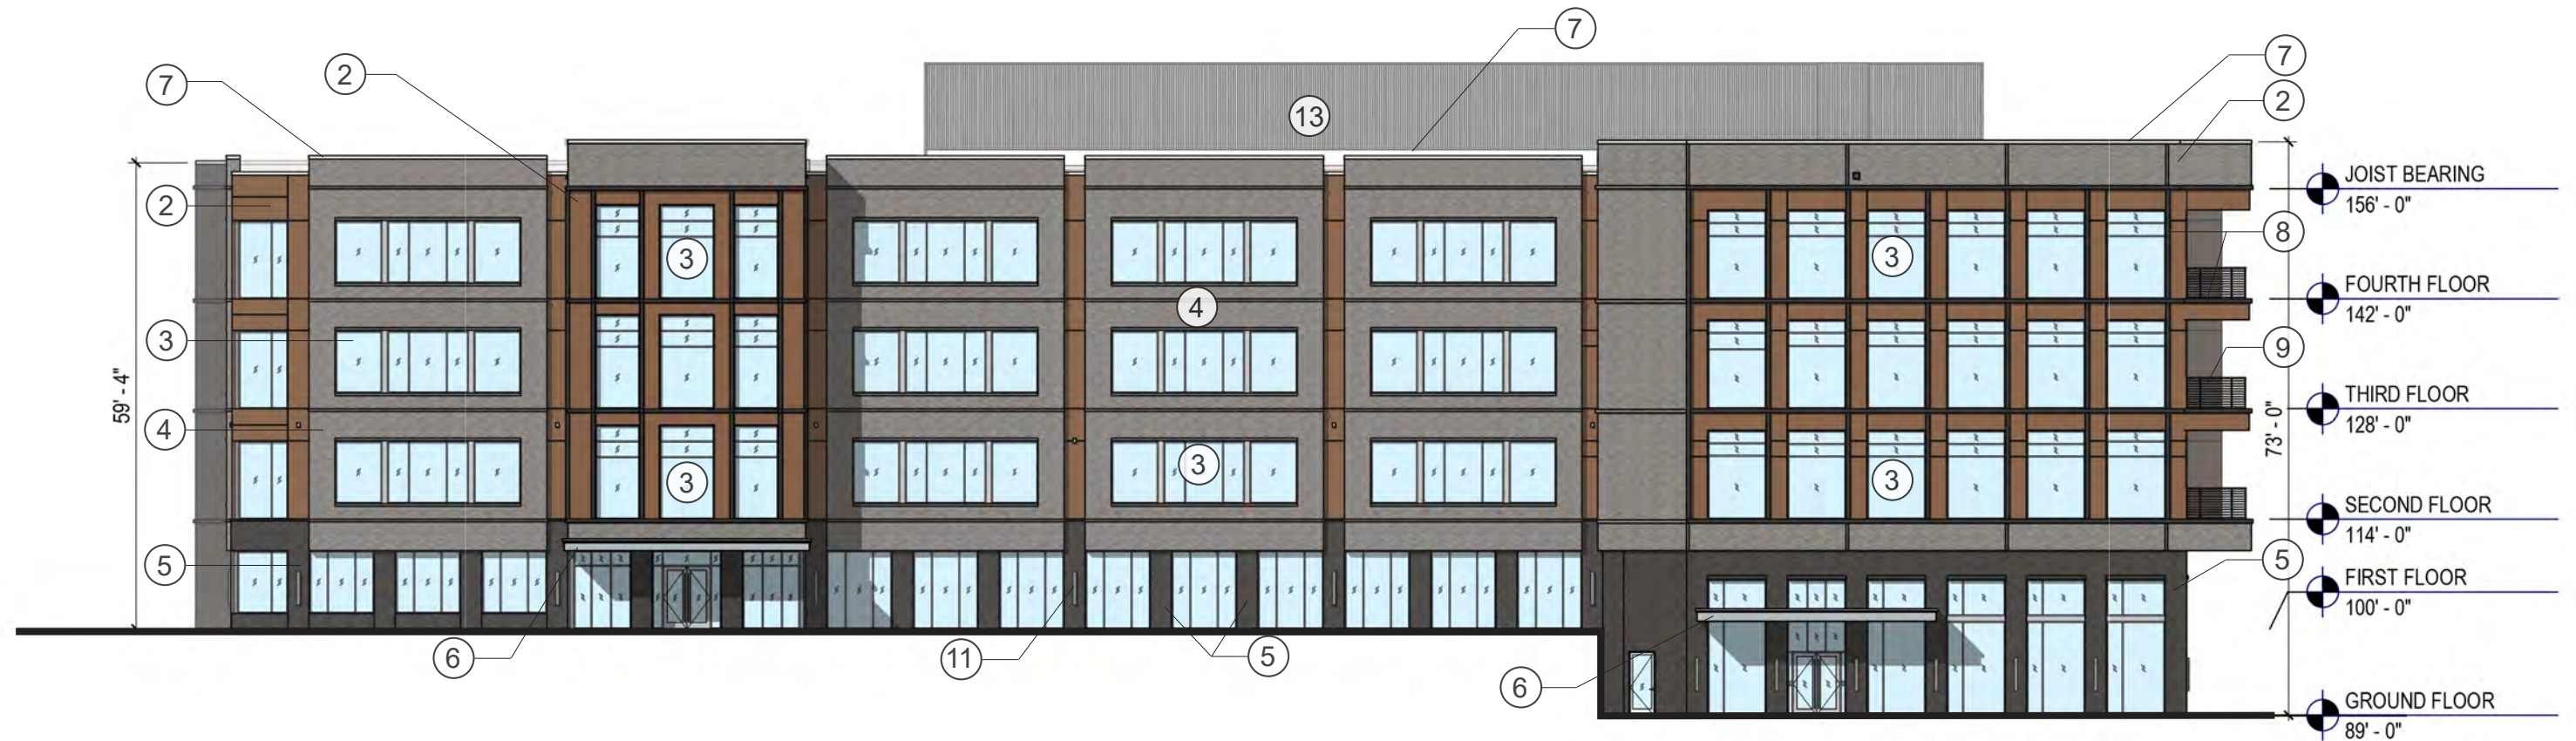 7
7
2
7
2
13
JOIST BEARING
156' - 0"
2
8
3
3
FOURTH FLOOR
142' - 0"
4
3
9
59' - 4"
THIRD FLOOR
128' - 0"
73' - 0"
4
3
3
3
SECOND FLOOR
114' - 0"
5
5
FIRST FLOOR
100' - 0"
6
11
5
6
GROUND FLOOR
89' - 0"